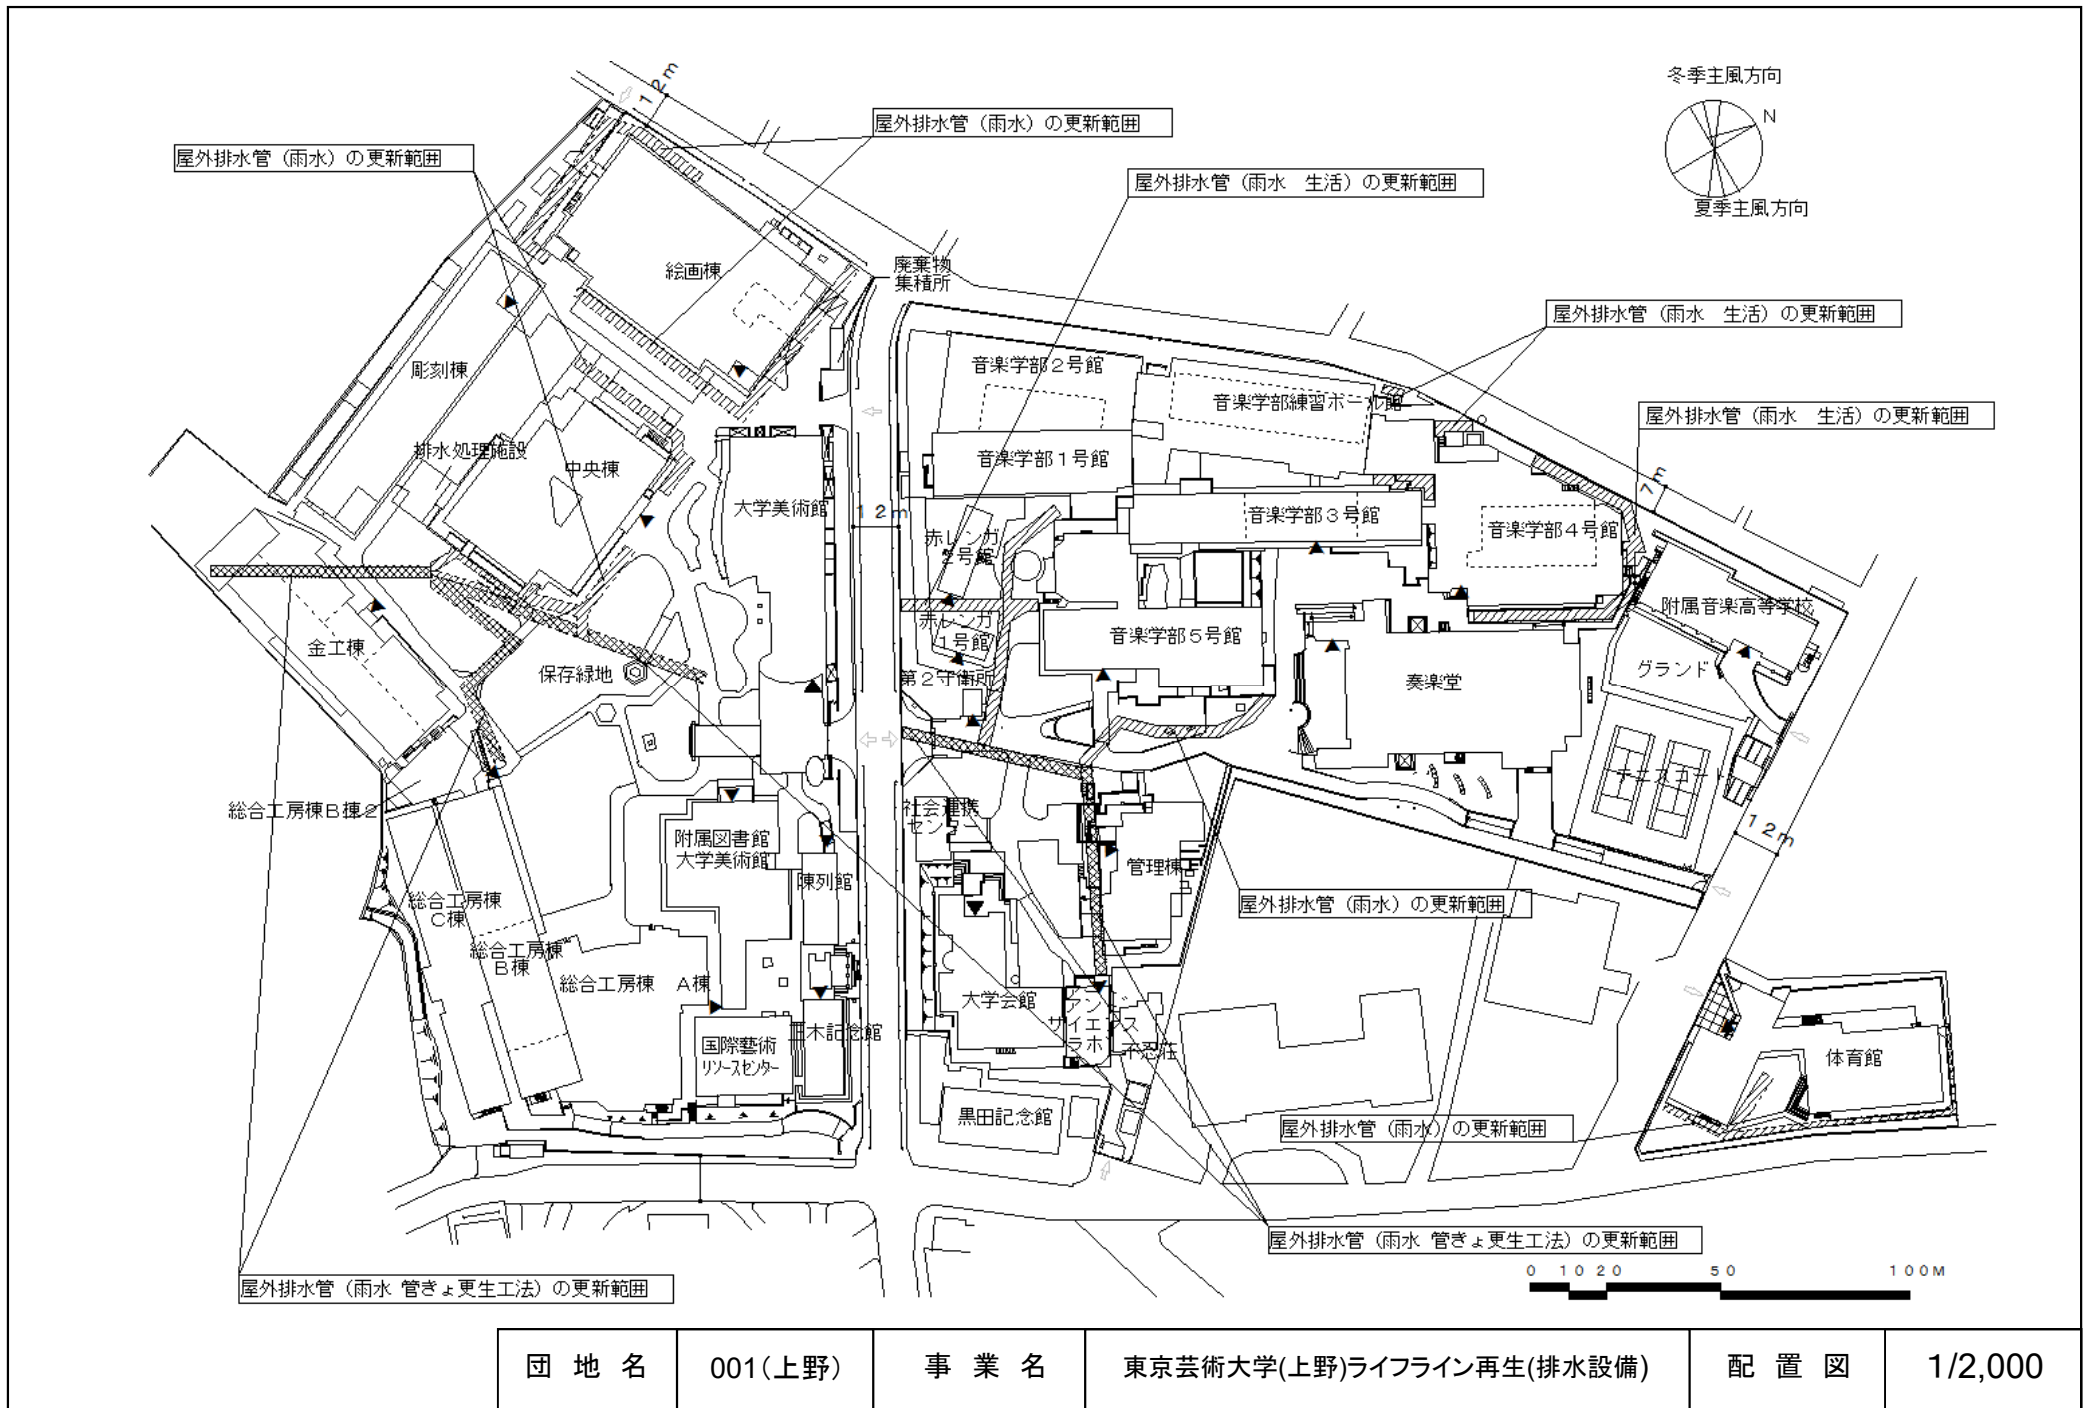 冬季主風方向
N
夏季主風方向
12m
屋外排水管（雨水）の更新範囲
屋外排水管（雨水）の更新範囲
屋外排水管（雨水　生活）の更新範囲
屋外排水管（雨水　生活）の更新範囲
屋外排水管（雨水　生活）の更新範囲
絵画棟
廃棄物
集積所
彫刻棟
排水処理施設
中央棟
大学美術館
12m
7m
音楽学部２号館
音楽学部練習ホール館
音楽学部１号館
音楽学部３号館
音楽学部４号館
赤レンガ
２号館
赤レンガ
１号館
第２守衛所
音楽学部５号館
附属音楽高等学校
グランド
奏楽堂
テニスコート
12m
金工棟
保存緑地
総合工房棟Ｂ棟２
附属図書館
大学美術館
陳列館
社会連携
センター
管理棟
屋外排水管（雨水）の更新範囲
総合工房棟
Ｃ棟
総合工房棟
Ｂ棟
総合工房棟　Ａ棟
正木記念館
国際藝術
リソースセンター
大学会館
アンド
サイエンス
ラボ
不忍荘
黒田記念館
体育館
屋外排水管（雨水）の更新範囲
屋外排水管（雨水 管きょ更生工法）の更新範囲
屋外排水管（雨水 管きょ更生工法）の更新範囲
0 10 20 50 100M
団 地 名
001（上野）
事 業 名
東京芸術大学(上野)ライフライン再生(排水設備)
配 置 図
1/2,000